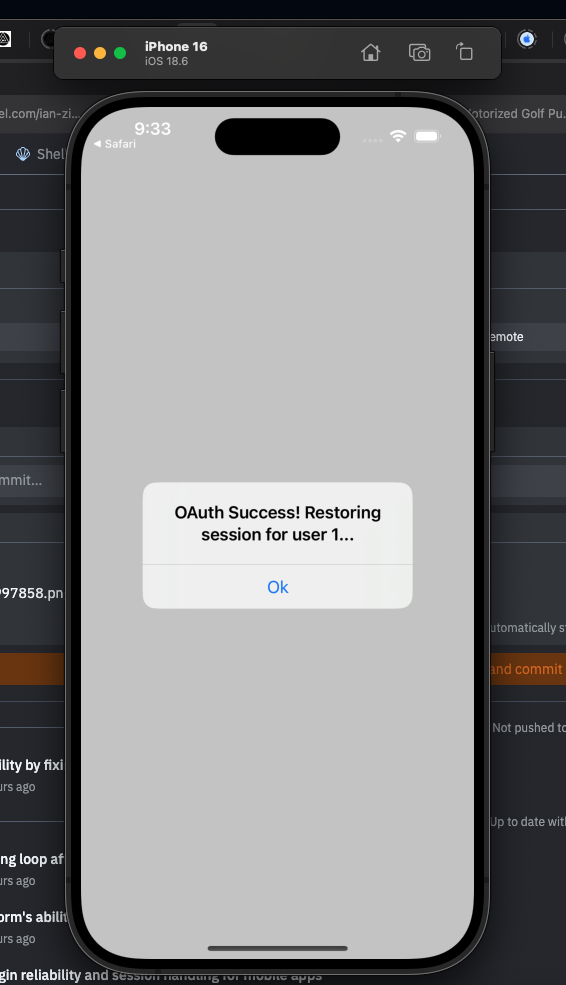 iPhone 16
iOS 18.6
el.com/ian-zi...
otorized Golf Pu...
9:33
◀ Safari
Shel
emote
mmit...
OAuth Success! Restoring
session for user 1...
Ok
997858.pn
utomatically s
and commit
Not pushed to
ility by fixi
urs ago
Up to date wit
ng loop af
urs ago
orm's abilit
urs ago
gin reliability and session handling for mobile apps